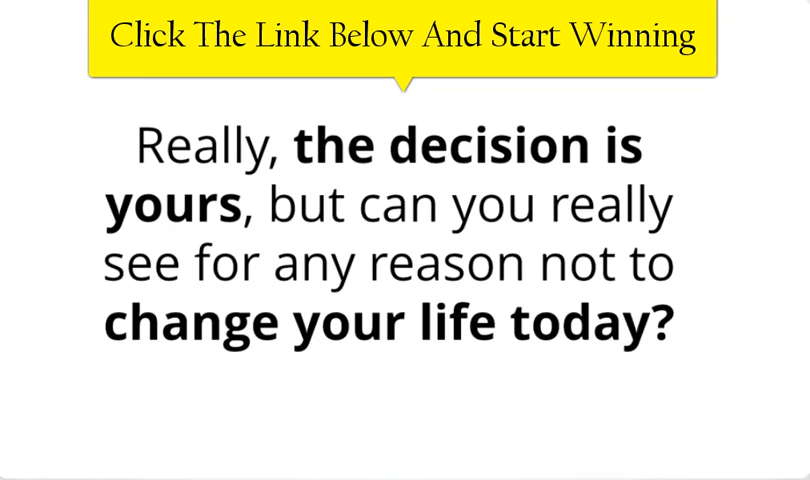 Click The Link Below And Start Winning
Really, the decision is
yours, but can you really
see for any reason not to
change your life today?